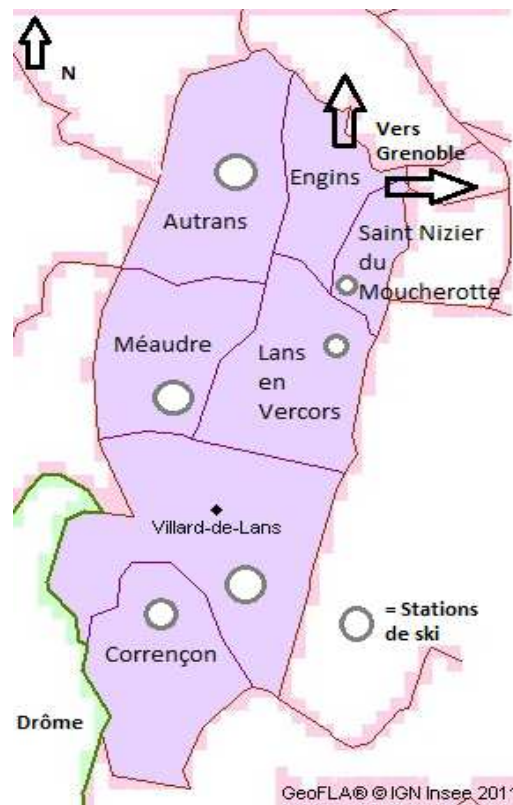 N
Vers
Grenoble
Engins
Autrans
Saint Nizier
du
Moucherotte
Méaudre
Lans
en
Vercors
Villard-de-Lans
= Stations
de ski
Corrençon
Drôme
GeoFLA® © IGN Insee 2011